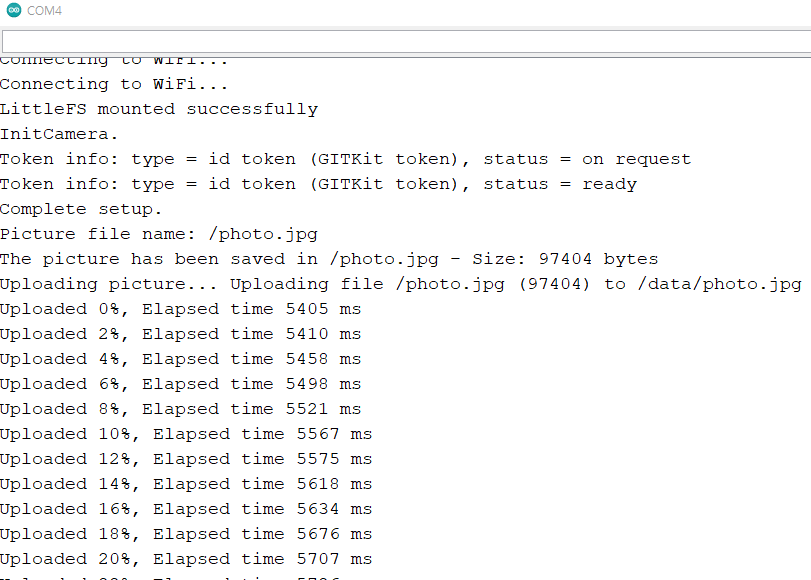 COM4
Connecting to WiFi...
Connecting to WiFi...
LittleFS mounted successfully
InitCamera.
Token info: type = id token (GITKit token), status = on request
Token info: type = id token (GITKit token), status = ready
Complete setup.
Picture file name: /photo.jpg
The picture has been saved in /photo.jpg - Size: 97404 bytes
Uploading picture... Uploading file /photo.jpg (97404) to /data/photo.jpg
Uploaded 0%, Elapsed time 5405 ms
Uploaded 2%, Elapsed time 5410 ms
Uploaded 4%, Elapsed time 5458 ms
Uploaded 6%, Elapsed time 5498 ms
Uploaded 8%, Elapsed time 5521 ms
Uploaded 10%, Elapsed time 5567 ms
Uploaded 12%, Elapsed time 5575 ms
Uploaded 14%, Elapsed time 5618 ms
Uploaded 16%, Elapsed time 5634 ms
Uploaded 18%, Elapsed time 5676 ms
Uploaded 20%, Elapsed time 5707 ms